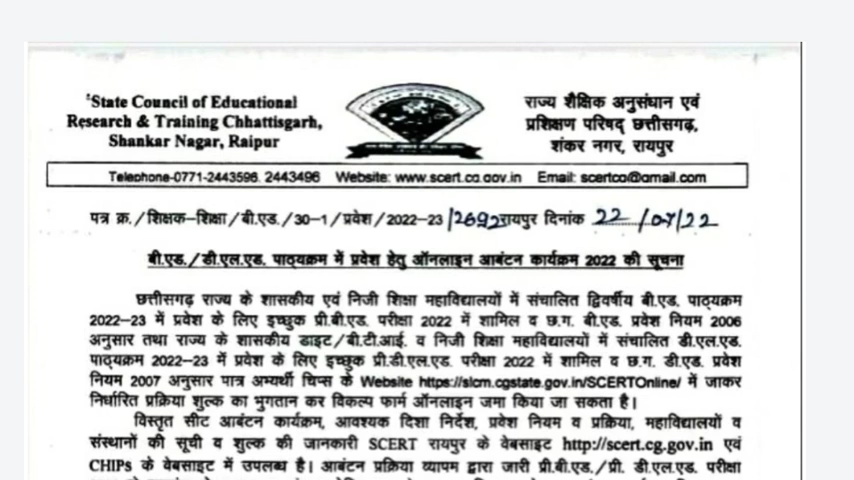 State Council of Educational
Research & Training Chhattisgarh,
Shankar Nagar, Raipur
राज्य शैक्षिक अनुसंधान एवं
प्रशिक्षण परिषद् छत्तीसगढ़,
शंकर नगर, रायपुर
Telephone-0771-2443596, 2443496 Website: www.scert.cg.gov.in Email: scertcg@gmail.com
पत्र क्र./शिक्षक-शिक्षा/बी.एड./30-1/प्रवेश/2022-23/2692 रायपुर दिनांक 22/07/22
बी.एड./डी.एल.एड. पाठ्यक्रम में प्रवेश हेतु ऑनलाइन आबंटन कार्यक्रम 2022 की सूचना
छत्तीसगढ़ राज्य के शासकीय एवं निजी शिक्षा महाविद्यालयों में संचालित द्विवर्षीय बी.एड. पाठ्यक्रम
2022-23 में प्रवेश के लिए इच्छुक प्री.बी.एड. परीक्षा 2022 में शामिल व छ.ग. बी.एड. प्रवेश नियम 2006
अनुसार तथा राज्य के शासकीय डाइट/बी.टी.आई. व निजी शिक्षा महाविद्यालयों में संचालित डी.एल.एड.
पाठ्यक्रम 2022-23 में प्रवेश के लिए इच्छुक प्री.डी.एल.एड. परीक्षा 2022 में शामिल व छ.ग. डी.एड. प्रवेश
नियम 2007 अनुसार पात्र अभ्यर्थी चिप्स के Website https://slcm.cgstate.gov.in/SCERTOnline/ में जाकर
निर्धारित प्रक्रिया शुल्क का भुगतान कर विकल्प फार्म ऑनलाइन जमा किया जा सकता है।
विस्तृत सीट आबंटन कार्यक्रम, आवश्यक दिशा निर्देश, प्रवेश नियम व प्रक्रिया, महाविद्यालयों व
संस्थानों की सूची व शुल्क की जानकारी SCERT रायपुर के वेबसाइट http://scert.cg.gov.in एवं
CHIPs के वेबसाइट में उपलब्ध है। आबंटन प्रक्रिया व्यापम द्वारा जारी प्री.बी.एड./प्री. डी.एल.एड. परीक्षा